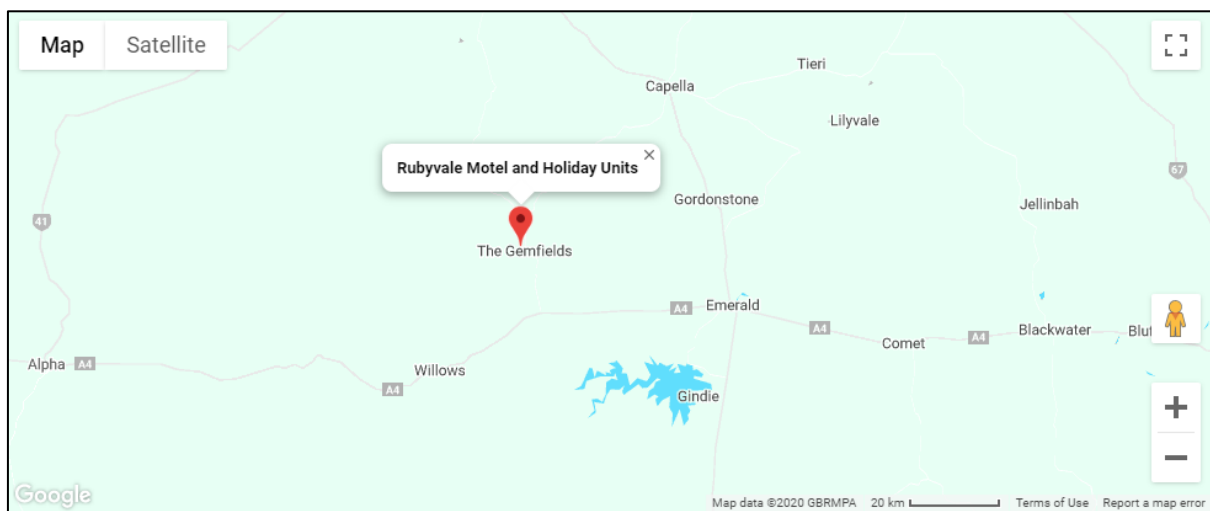 Map Satellite
Tieri
Capella
Lilyvale
Rubyvale Motel and Holiday Units
67
Gordonstone
Jellinbah
41
The Gemfields
A4 Emerald
A4
Blackwater
Comet
A4
Bluf
Alpha A4
Willows
A4
Gindie
Google
Map data ©2020 GBRMPA 20 km Terms of Use Report a map error